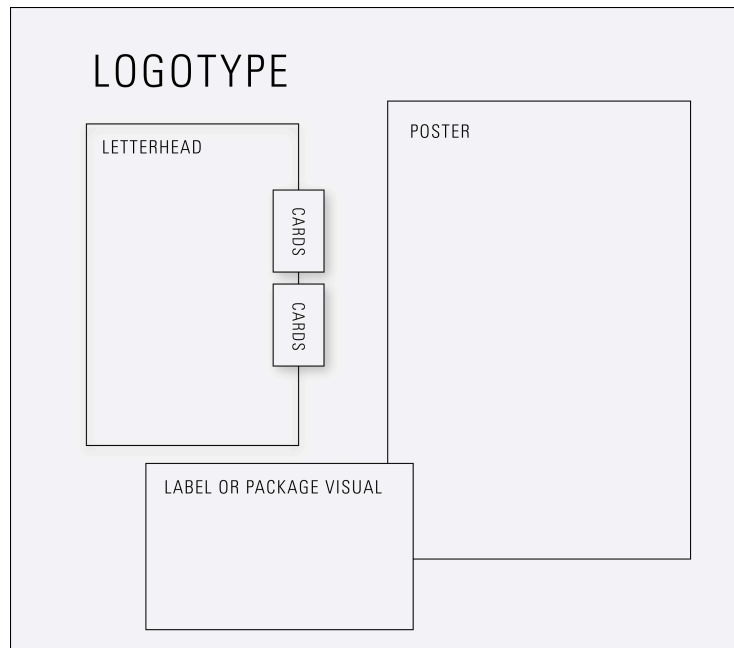 LOGOTYPE
LETTERHEAD
POSTER
CARDS
CARDS
LABEL OR PACKAGE VISUAL